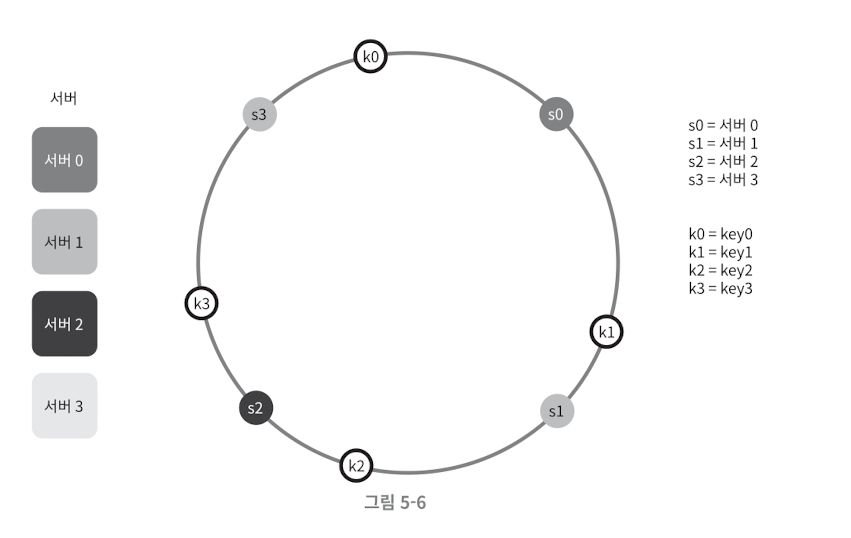 서버
서버 0
서버 1
서버 2
서버 3
k0
s3
s0
k3
k1
s2
s1
k2
s0 = 서버 0
s1 = 서버 1
s2 = 서버 2
s3 = 서버 3
k0 = key0
k1 = key1
k2 = key2
k3 = key3
그림 5-6